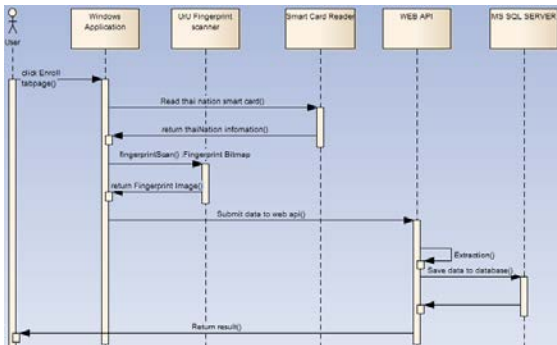 User
Windows
Application
U/U Fingerprint
scanner
Smart Card Reader
WEB API
MS SQL SERVER
click Enroll
tabpage()
Read thai nation smart card()
return thaiNation infomation()
fingerprintScan() :Fingerprint Bitmap
return Fingerprint Image()
Submit data to web api()
Extraction()
Save data to database()
Return result()